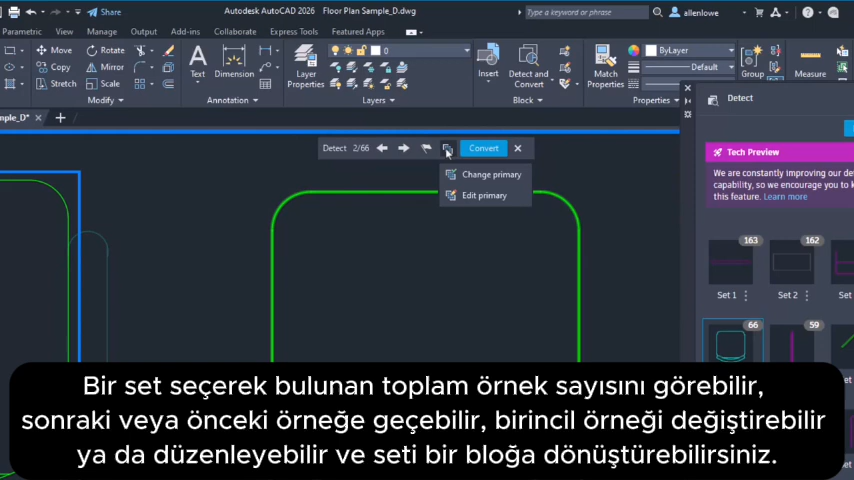 Share
Autodesk AutoCAD 2026 Floor Plan Sample_D.dwg
Type a keyword or phrase
allenlowe
Parametric View Manage Output Add-ins Collaborate Express Tools Featured Apps
Move Rotate
Copy Mirror
Stretch Scale
Modify
Text
Dimension
Annotation
Layer
Properties
0
Layers
Insert
Detect and
Convert
Block
Match
Properties
ByLayer
Default
Properties
Group
Measure
mple_D*
Detect 2/66 Convert
Change primary
Edit primary
Detect
Tech Preview
We are constantly improving our de
capability, so we encourage you to k
this feature. Learn more
163 162
Set 1 Set 2 Set
66 59
Bir set seçerek bulunan toplam örnek sayısını görebilir,
sonraki veya önceki örneğe geçebilir, birincil örneği değiştirebilir
ya da düzenleyebilir ve seti bir bloğa dönüştürebilirsiniz.